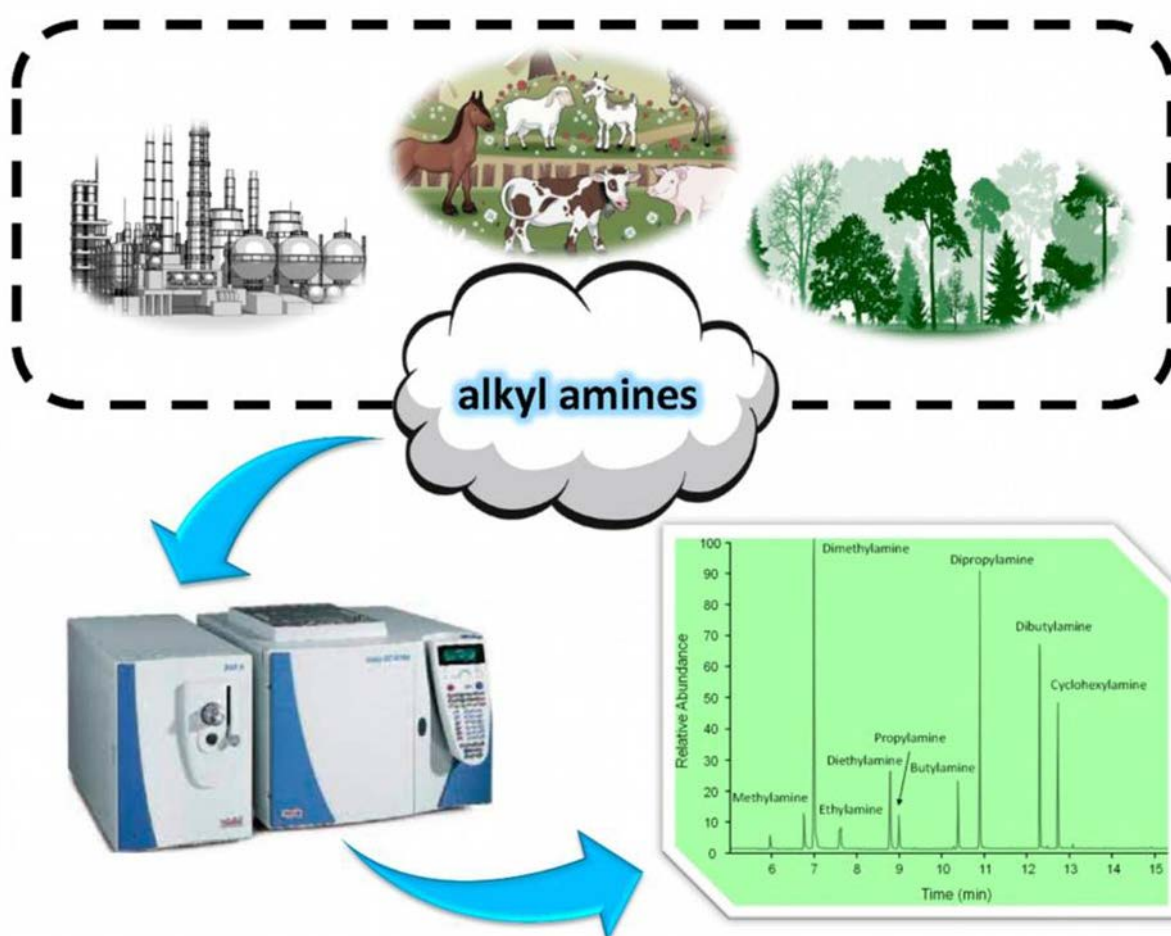 alkyl amines
100
90
80
70
60
50
40
30
20
10
0
Relative Abundance
Dimethylamine
Dipropylamine
Dibutylamine
Cyclohexylamine
Propylamine
Diethylamine
Butylamine
Methylamine
Ethylamine
6 7 8 9 10 11 12 13 14 15
Time (min)